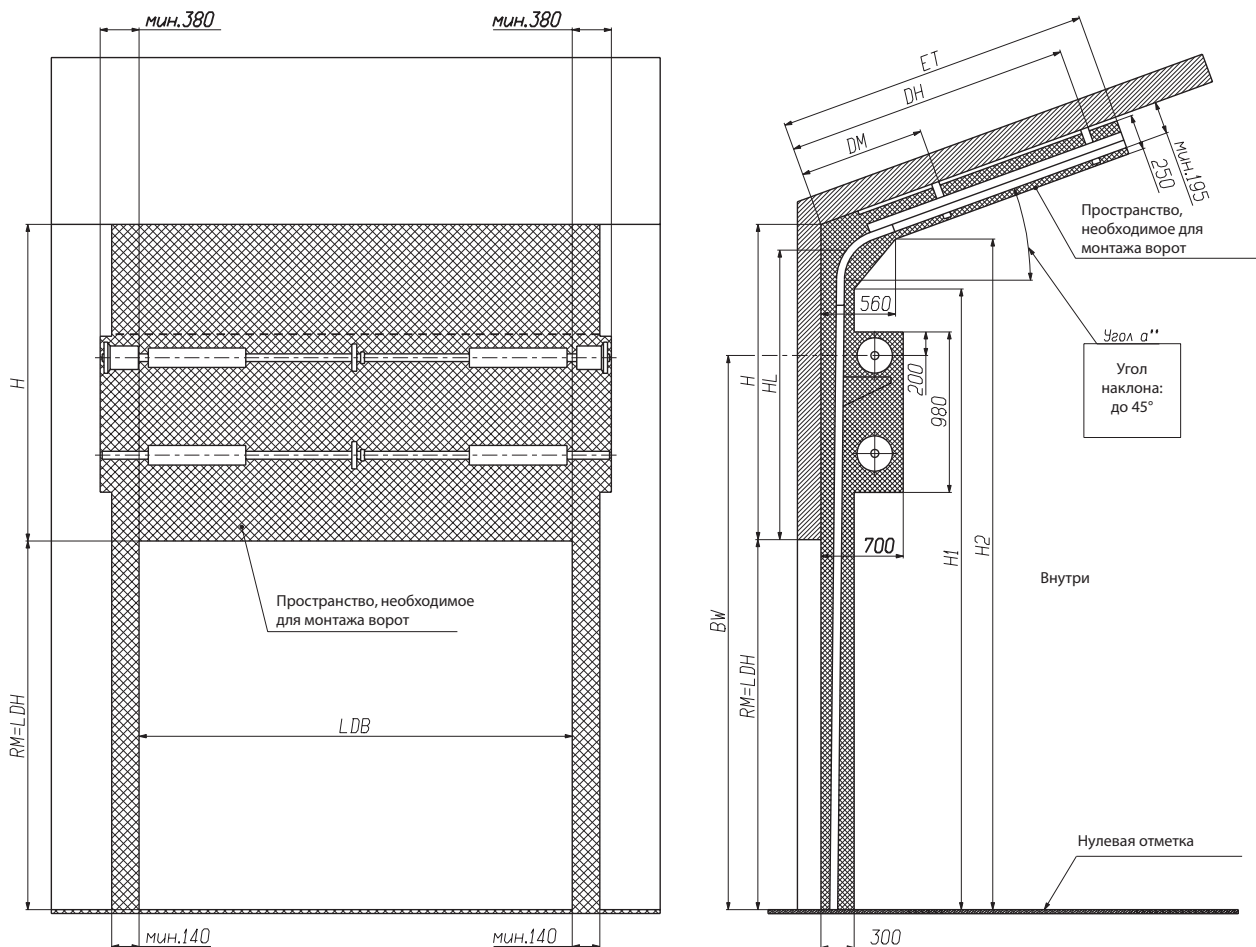 мин.380
мин.380
H
RM=LDH
LDB
Пространство, необходимое
для монтажа ворот
мин.140
мин.140
ET
DH
DM
мин.195
250
Пространство,
необходимое для
монтажа ворот
560
Угол a''
Угол
наклона:
до 45°
H
HL
200
980
700
H1
H2
BW
RM=LDH
Внутри
Нулевая отметка
300